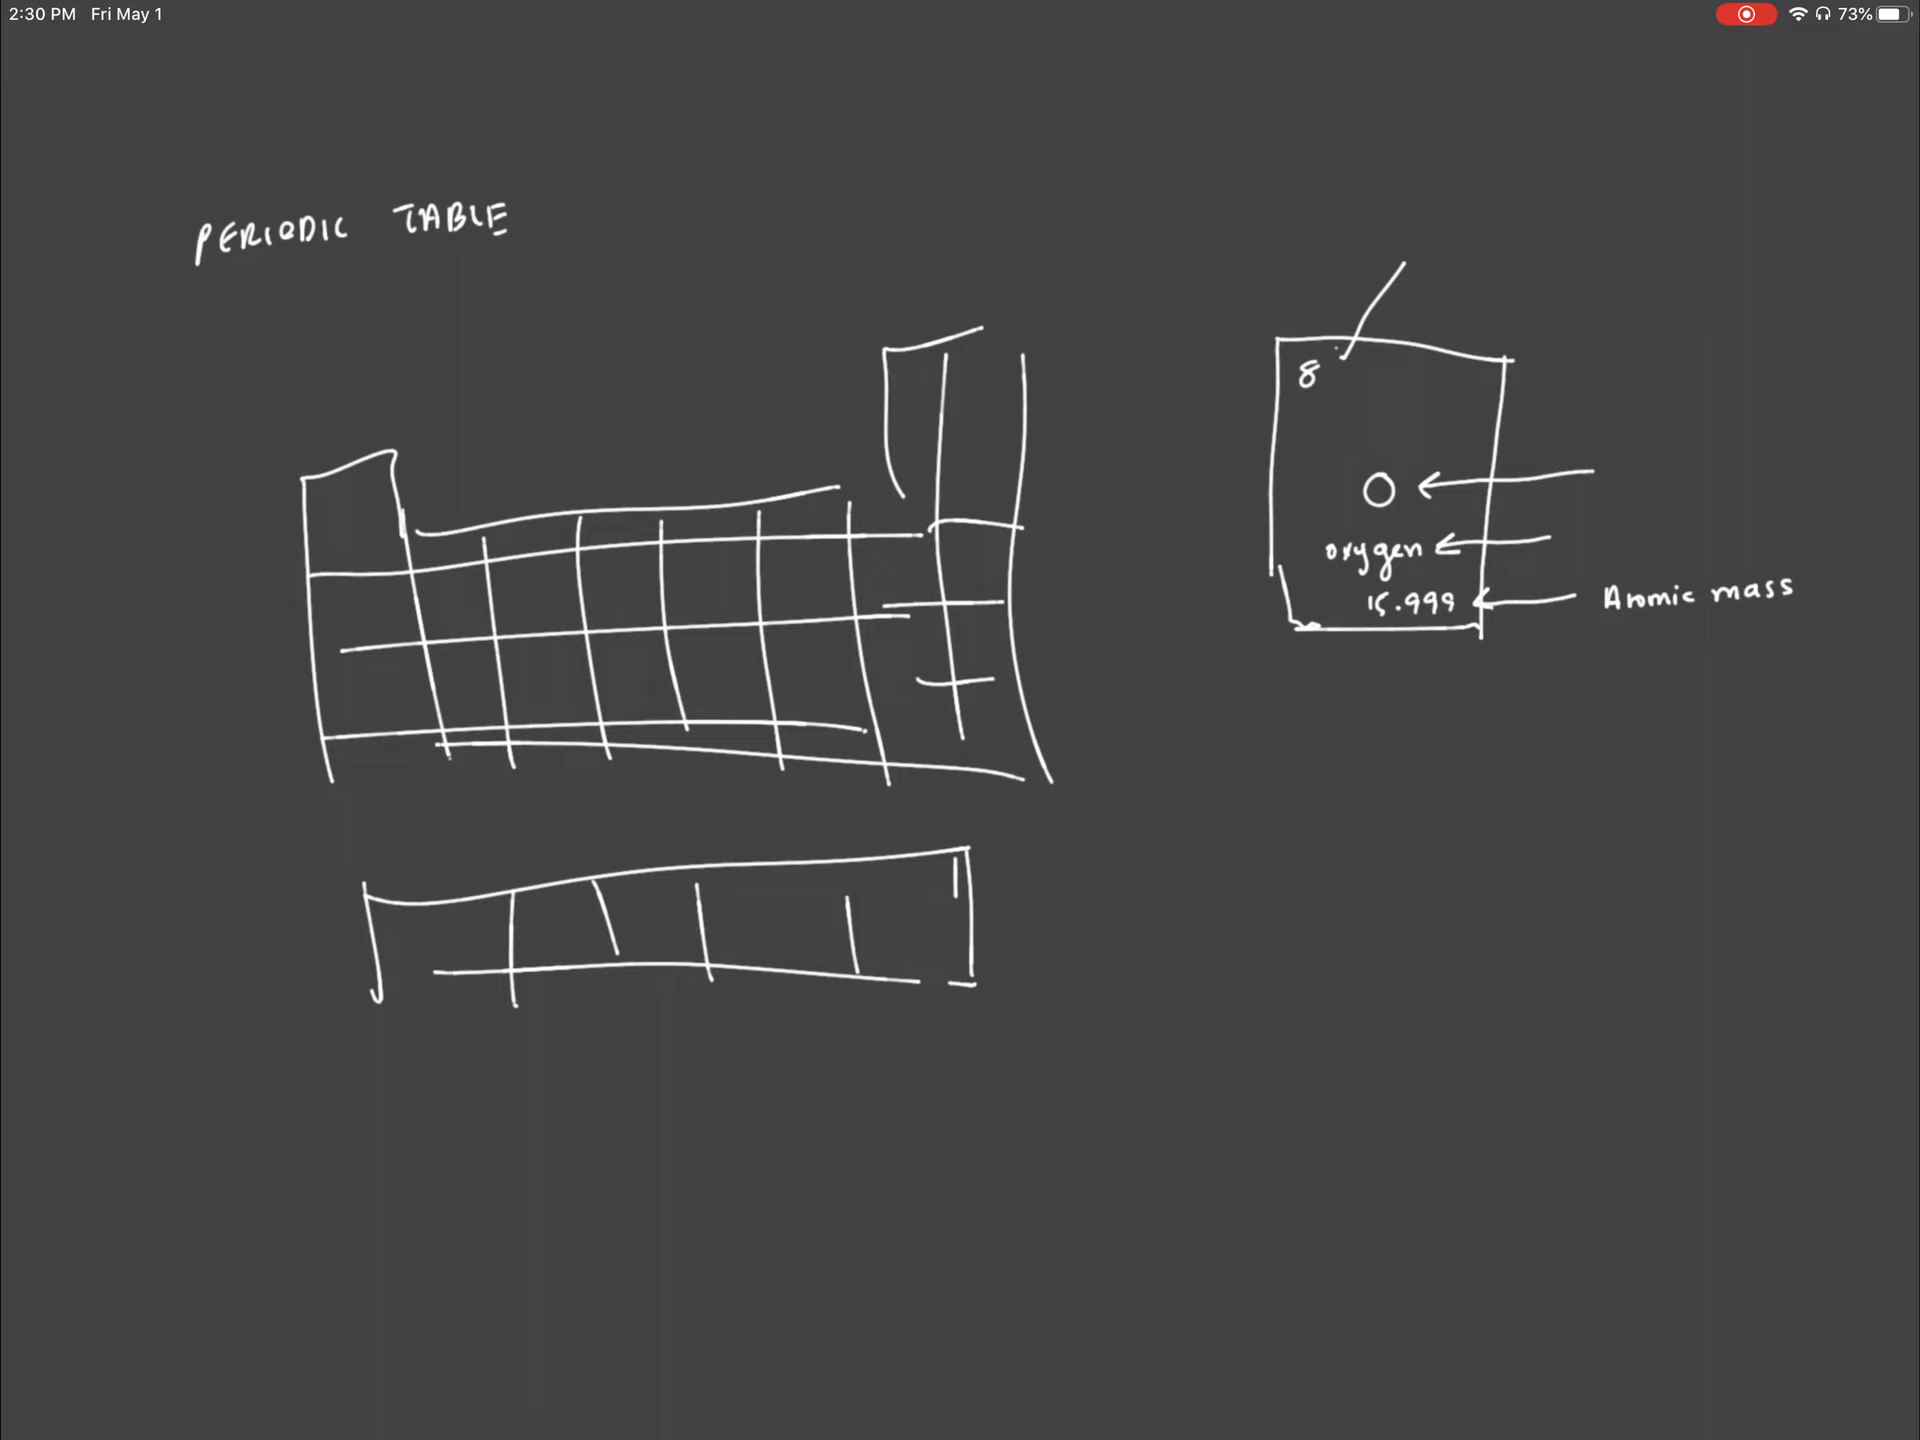 2:30 PM Fri May 1
73%
PERIODIC TABLE
8
O
oxygen
15.999
Atomic mass